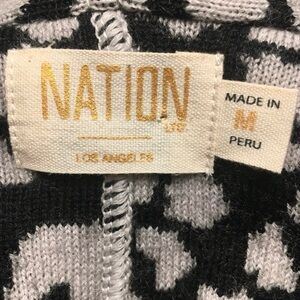 NATION
LTD.
LOS ANGELES
MADE IN
M
PERU